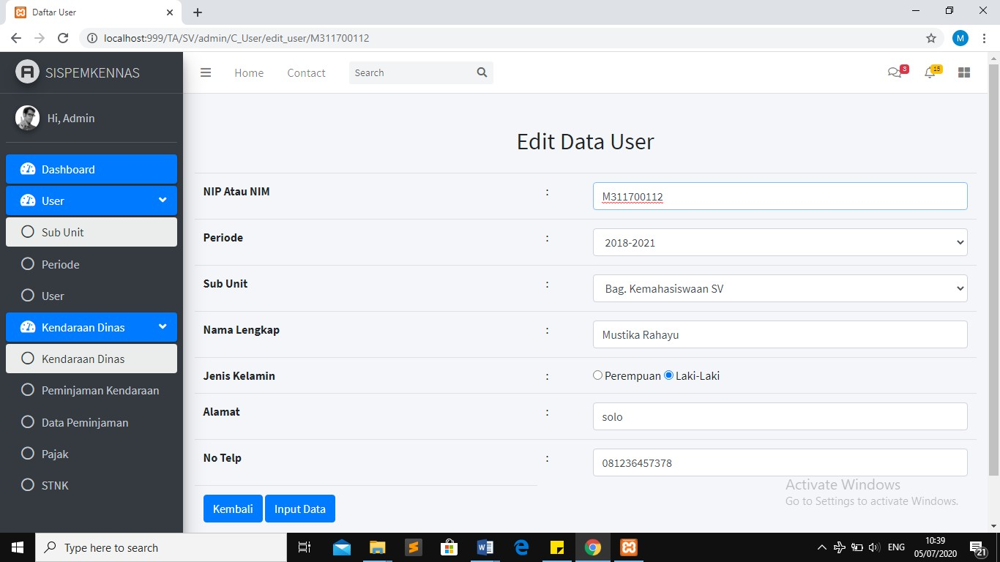 Daftar User
localhost:999/TA/SV/admin/C_User/edit_user/M311700112
M
SISPEMKENNAS
Home Contact Search
3
15
Hi, Admin
Dashboard
User
Sub Unit
Periode
User
Kendaraan Dinas
Kendaraan Dinas
Peminjaman Kendaraan
Data Peminjaman
Pajak
STNK
Edit Data User
NIP Atau NIM : M311700112
Periode : 2018-2021
Sub Unit : Bag. Kemahasiswaan SV
Nama Lengkap : Mustika Rahayu
Jenis Kelamin : Perempuan Laki-Laki
Alamat : solo
No Telp : 081236457378
Kembali Input Data
Activate Windows
Go to Settings to activate Windows.
Type here to search
ENG
10:39
05/07/2020
21